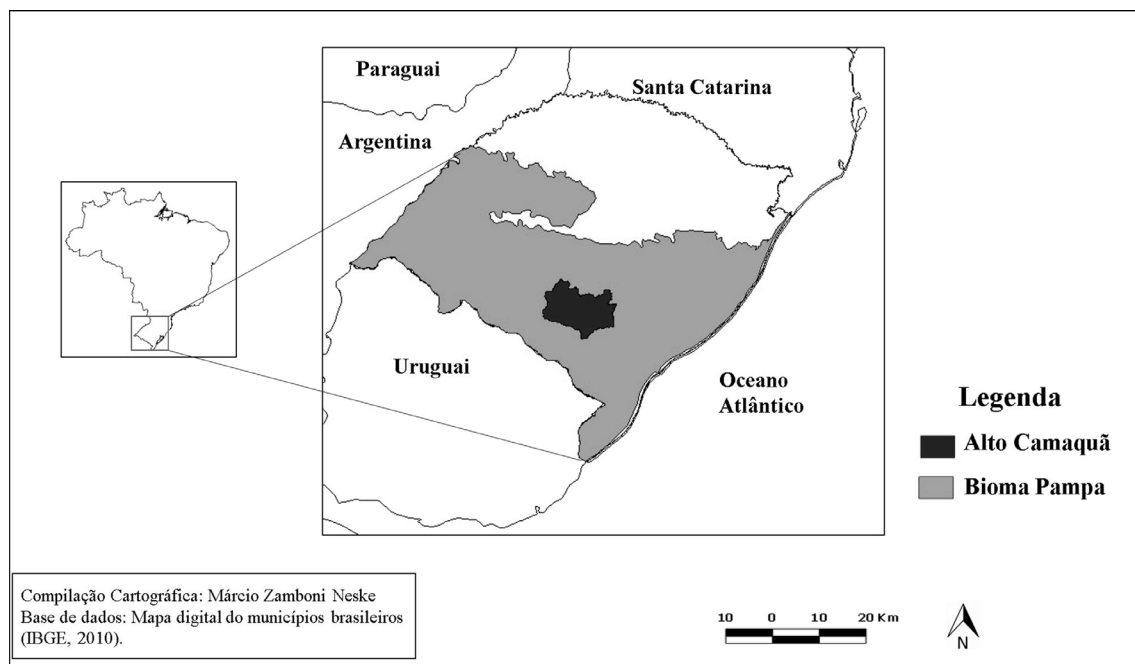 Paraguai
Santa Catarina
Argentina
Uruguai
Oceano
Atlântico
Legenda
Alto Camaquã
Bioma Pampa
Compilação Cartográfica: Márcio Zamboni Neske
Base de dados: Mapa digital do municípios brasileiros
(IBGE, 2010).
10 0 10 20 Km
N